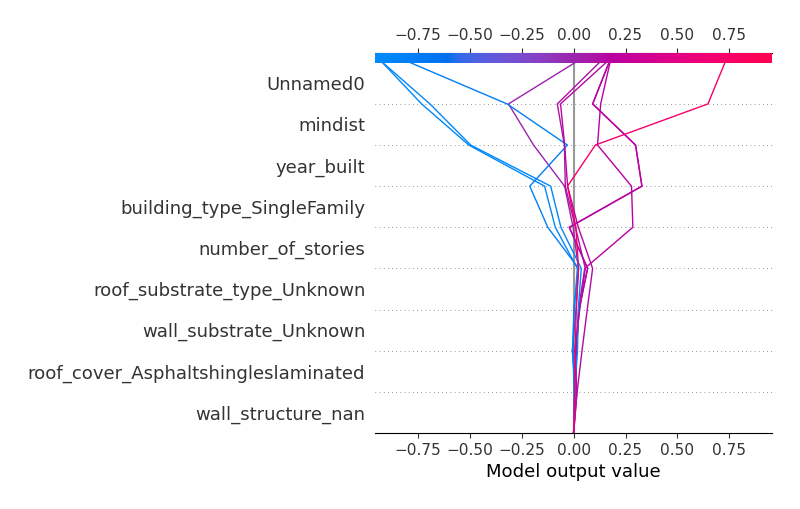 −0.75 −0.50 −0.25 0.00 0.25 0.50 0.75
Unnamed0
mindist
year_built
building_type_SingleFamily
number_of_stories
roof_substrate_type_Unknown
wall_substrate_Unknown
roof_cover_Asphaltshingleslaminated
wall_structure_nan
−0.75 −0.50 −0.25 0.00 0.25 0.50 0.75
Model output value